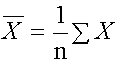 X̅ = 1/n ∑ X